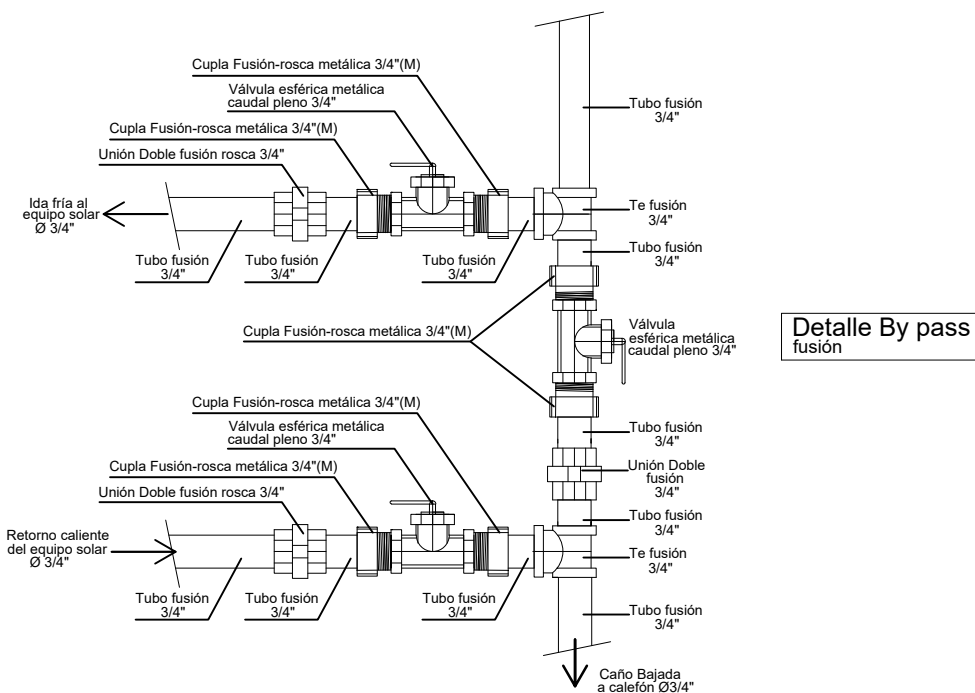 Cupla Fusión-rosca metálica 3/4"(M)
Válvula esférica metálica
caudal pleno 3/4"
Cupla Fusión-rosca metálica 3/4"(M)
Unión Doble fusión rosca 3/4"
Ida fría al
equipo solar
Ø 3/4"
Tubo fusión
3/4"
Tubo fusión
3/4"
Tubo fusión
3/4"
Tubo fusión
3/4"
Te fusión
3/4"
Tubo fusión
3/4"
Cupla Fusión-rosca metálica 3/4"(M)
Válvula
esférica metálica
caudal pleno 3/4"
Detalle By pass
fusión
Cupla Fusión-rosca metálica 3/4"(M)
Válvula esférica metálica
caudal pleno 3/4"
Cupla Fusión-rosca metálica 3/4"(M)
Unión Doble fusión rosca 3/4"
Retorno caliente
del equipo solar
Ø 3/4"
Tubo fusión
3/4"
Tubo fusión
3/4"
Tubo fusión
3/4"
Tubo fusión
3/4"
Unión Doble
fusión
3/4"
Tubo fusión
3/4"
Te fusión
3/4"
Tubo fusión
3/4"
Caño Bajada
a calefón Ø3/4"